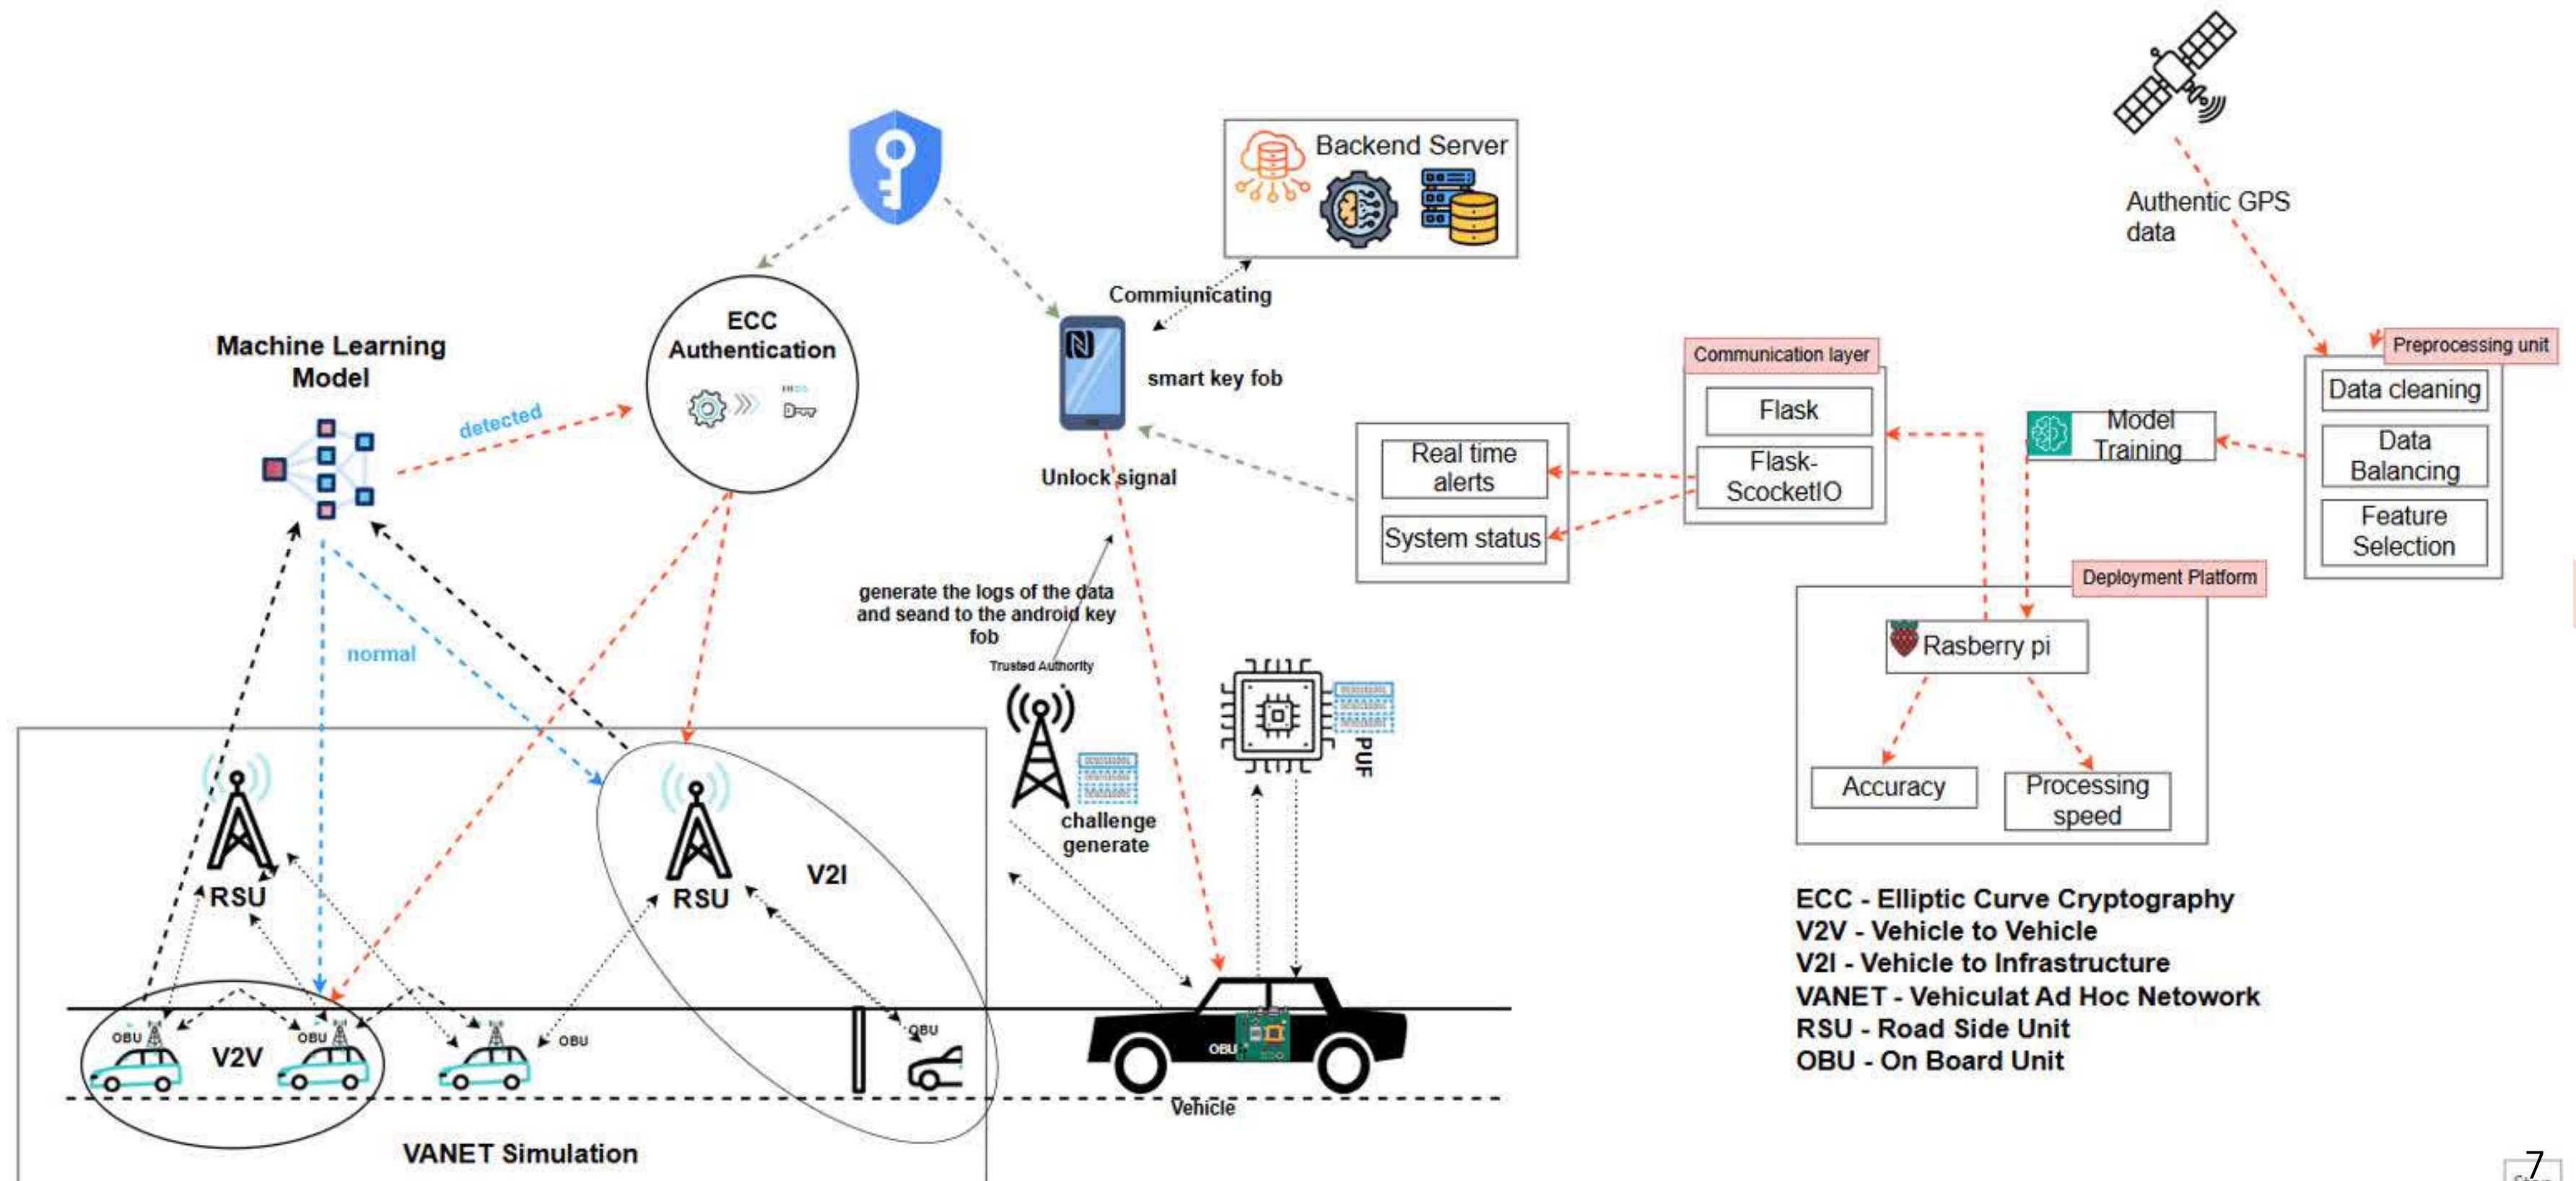 Backend Server
Authentic GPS
data
Commiunicating
ECC
Authentication
Machine Learning
Model
detected
smart key fob
Unlock signal
Communication layer
Flask
Flask-
ScocketIO
Real time
alerts
System status
Preprocessing unit
Data cleaning
Data
Balancing
Feature
Selection
Model
Training
Deployment Platform
Rasberry pi
Accuracy
Processing
speed
normal
generate the logs of the data
and seand to the android key
fob
Trusted Authority
challenge
generate
PUF
RSU
RSU
V2I
OBU
V2V
OBU
OBU
OBU
OBU
Vehicle
VANET Simulation
ECC - Elliptic Curve Cryptography
V2V - Vehicle to Vehicle
V2I - Vehicle to Infrastructure
VANET - Vehiculat Ad Hoc Netowork
RSU - Road Side Unit
OBU - On Board Unit
7